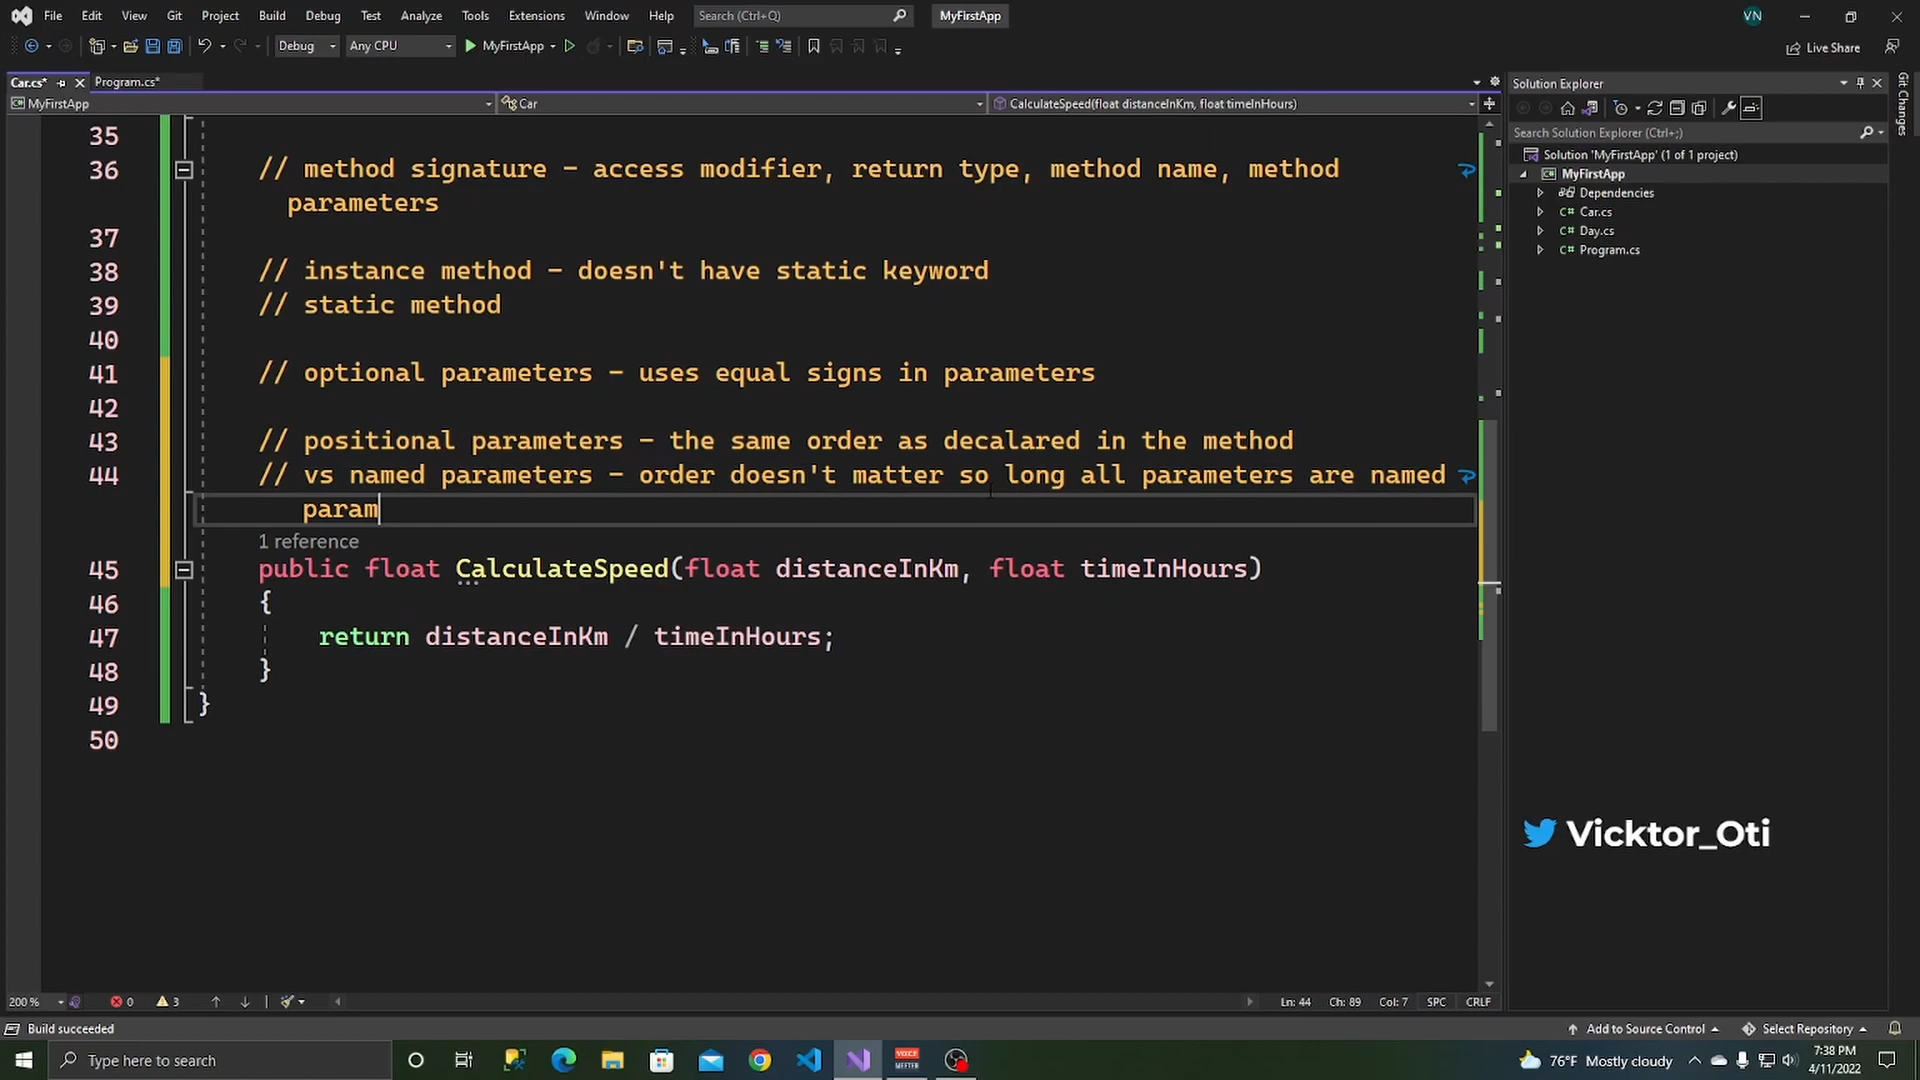 File Edit View Git Project Build Debug Test Analyze Tools Extensions Window Help Search (Ctrl+Q) MyFirstApp VN
Debug Any CPU MyFirstApp Live Share
Car.cs* Program.cs*
MyFirstApp Car CalculateSpeed(float distanceInKm, float timeInHours)
35
36 // method signature - access modifier, return type, method name, method
parameters
37
38 // instance method - doesn't have static keyword
39 // static method
40
41 // optional parameters - uses equal signs in parameters
42
43 // positional parameters - the same order as decalared in the method
44 // vs named parameters - order doesn't matter so long all parameters are named
param
1 reference
45 public float CalculateSpeed(float distanceInKm, float timeInHours)
46 {
47 return distanceInKm / timeInHours;
48 }
49 }
50
Solution Explorer
Search Solution Explorer (Ctrl+;)
Solution 'MyFirstApp' (1 of 1 project)
MyFirstApp
Dependencies
C# Car.cs
C# Day.cs
C# Program.cs
Git Changes
Vicktor_Oti
200 % 0 3 Ln: 44 Ch: 89 Col: 7 SPC CRLF
Build succeeded Add to Source Control Select Repository
Type here to search VOICE MEETER 76°F Mostly cloudy 7:38 PM
4/11/2022